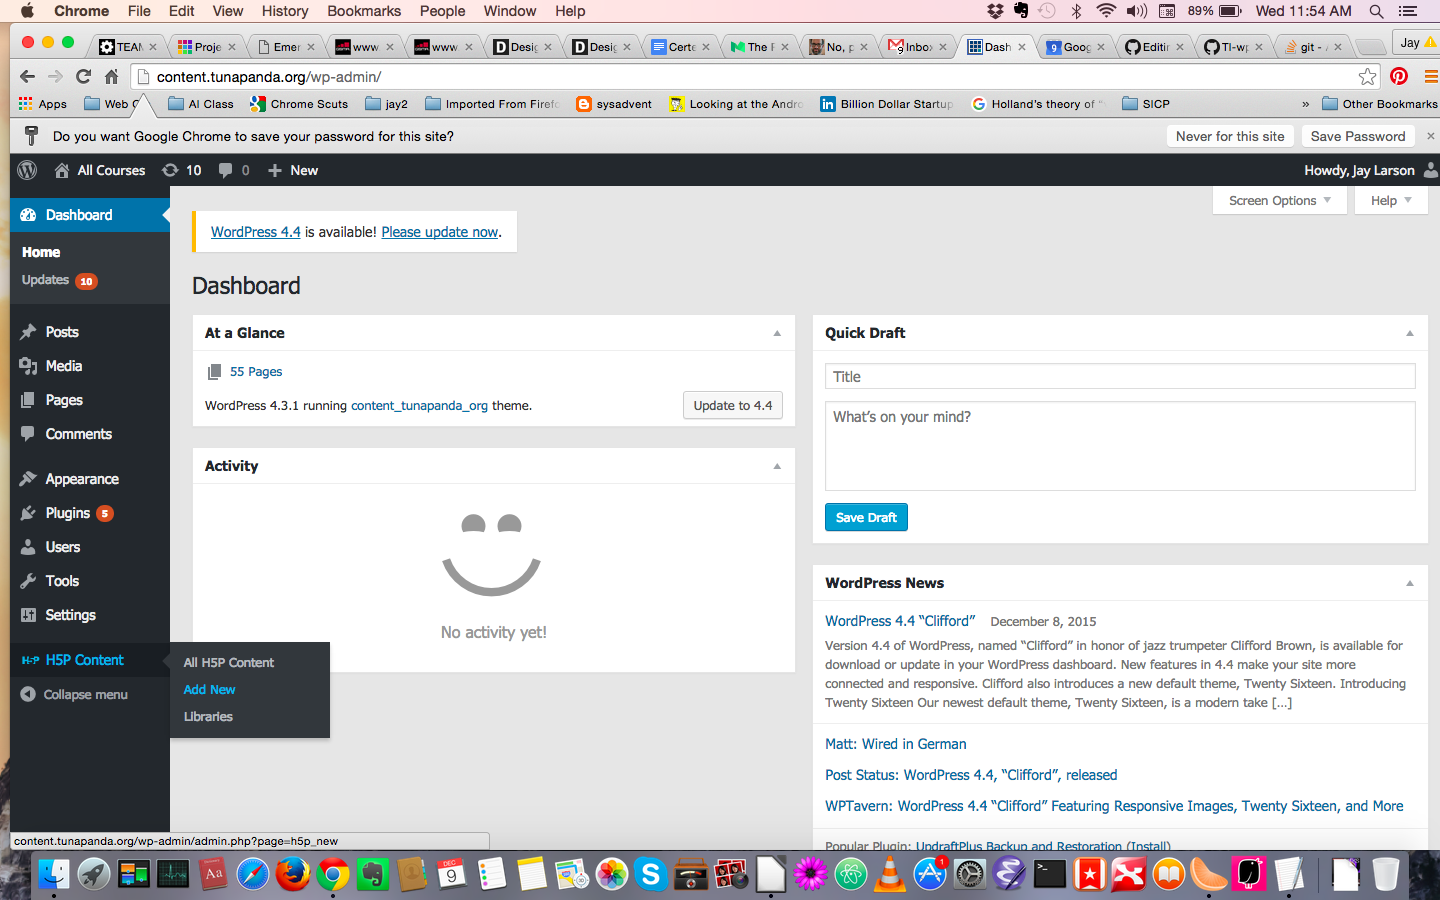 Chrome File Edit View History Bookmarks People Window Help 89% Wed 11:54 AM
TEAM Proje Emer www www Desig Desig Certe The F No, p Inbox Dash Goog Editin TI-wp git - Jay
content.tunapanda.org/wp-admin/
Apps Web C AI Class Chrome Scuts jay2 Imported From Firefo sysadvent Looking at the Andro Billion Dollar Startup Holland's theory of " SICP » Other Bookmarks
Do you want Google Chrome to save your password for this site? Never for this site Save Password ×
All Courses 10 0 New Howdy, Jay Larson
Screen Options Help
Dashboard
Home
Updates 10
Posts
Media
Pages
Comments
Appearance
Plugins 5
Users
Tools
Settings
H-P H5P Content
Collapse menu
All H5P Content
Add New
Libraries
WordPress 4.4 is available! Please update now.
Dashboard
At a Glance
55 Pages
WordPress 4.3.1 running content_tunapanda_org theme. Update to 4.4
Activity
No activity yet!
Quick Draft
Title
What's on your mind?
Save Draft
WordPress News
WordPress 4.4 “Clifford” December 8, 2015
Version 4.4 of WordPress, named “Clifford” in honor of jazz trumpeter Clifford Brown, is available for
download or update in your WordPress dashboard. New features in 4.4 make your site more
connected and responsive. Clifford also introduces a new default theme, Twenty Sixteen. Introducing
Twenty Sixteen Our newest default theme, Twenty Sixteen, is a modern take […]
Matt: Wired in German
Post Status: WordPress 4.4, “Clifford”, released
WPTavern: WordPress 4.4 “Clifford” Featuring Responsive Images, Twenty Sixteen, and More
Popular Plugin: UpdraftPlus Backup and Restoration (Install)
content.tunapanda.org/wp-admin/admin.php?page=h5p_new
Aa DEC 9 1